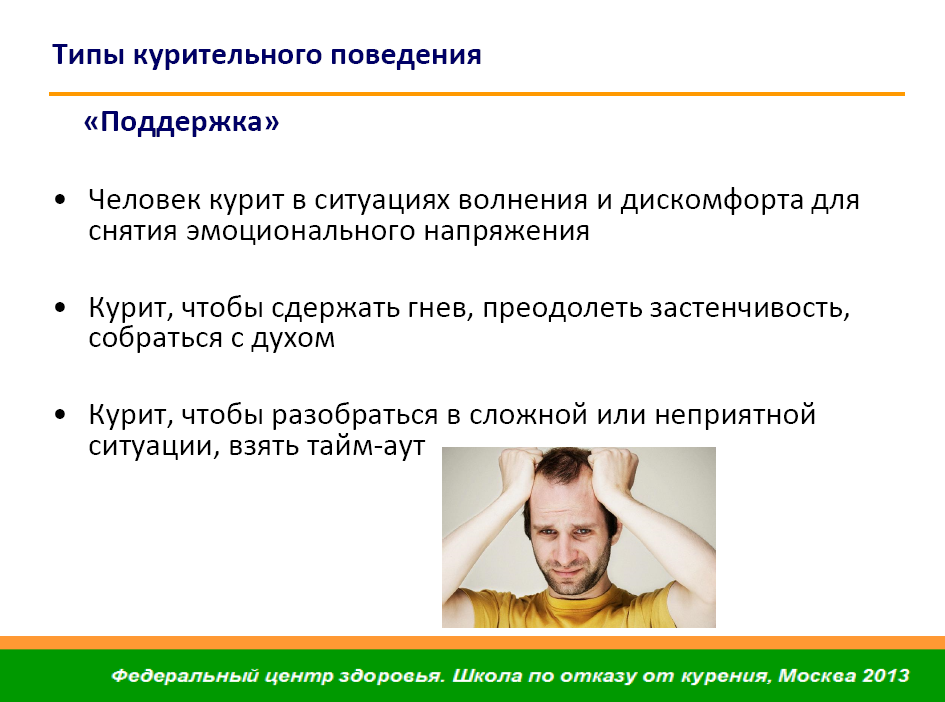 Типы курительного поведения
«Поддержка»
• Человек курит в ситуациях волнения и дискомфорта для
снятия эмоционального напряжения
• Курит, чтобы сдержать гнев, преодолеть застенчивость,
собраться с духом
• Курит, чтобы разобраться в сложной или неприятной
ситуации, взять тайм-аут
Федеральный центр здоровья. Школа по отказу от курения, Москва 2013